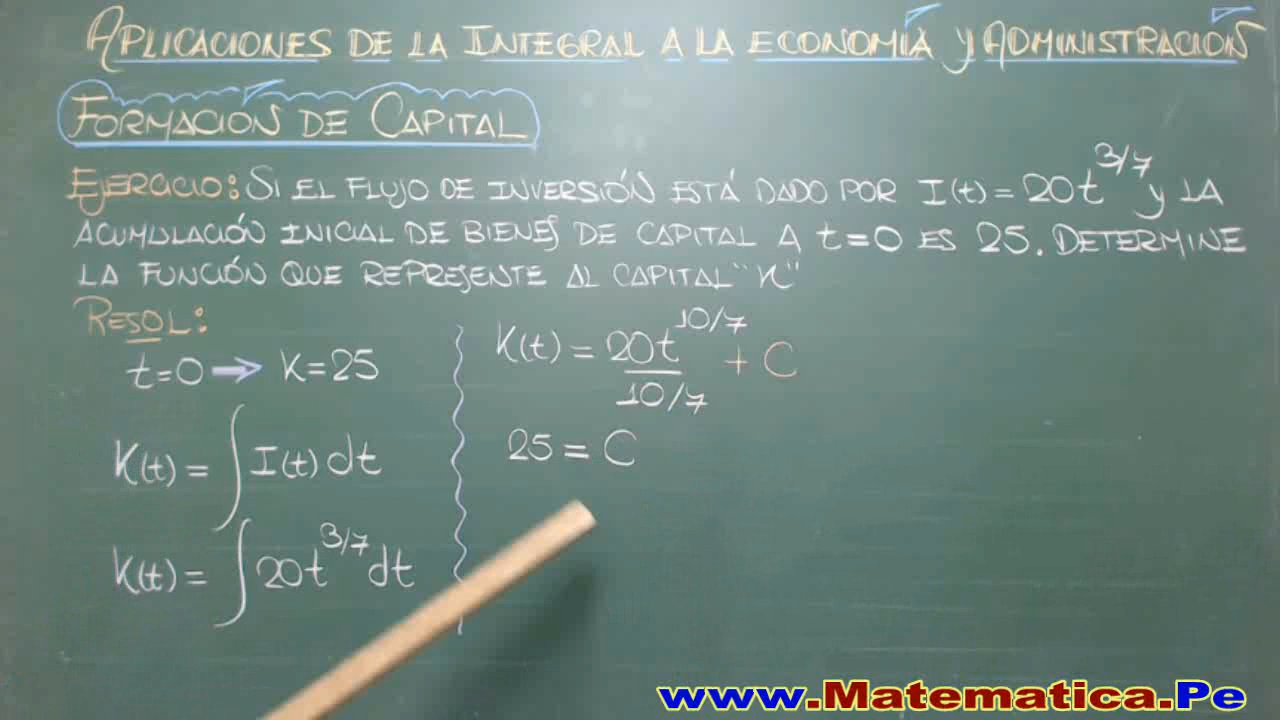 APLICACIONES DE LA INTEGRAL A LA ECONOMÍA Y ADMINISTRACIÓN
FORMACIÓN DE CAPITAL
EJERCICIO: SI EL FLUJO DE INVERSIÓN ESTÁ DADO POR I(t) = 20t^{3/7} y LA
ACUMULACIÓN INICIAL DE BIENES DE CAPITAL A t=0 ES 25. DETERMINE
LA FUNCIÓN QUE REPRESENTE AL CAPITAL "K"
RESOL:
t=0 → K=25
K(t) = ∫ I(t) dt
K(t) = ∫ 20t^{3/7} dt
K(t) = 20t^{10/7} / 10/7 + C
25 = C
www.Matematica.Pe